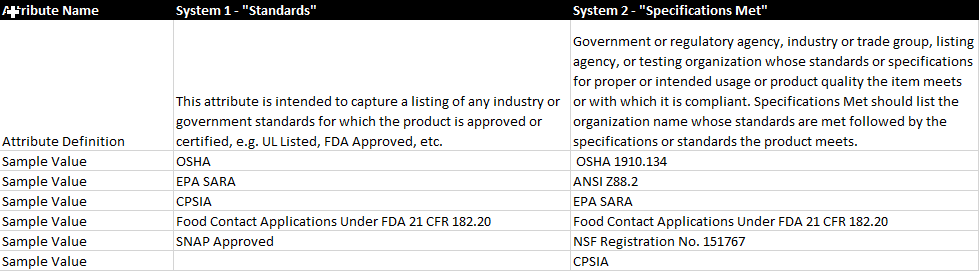 Attribute Name System 1 - "Standards" System 2 - "Specifications Met"
Attribute Definition
This attribute is intended to capture a listing of any industry or
government standards for which the product is approved or
certified, e.g. UL Listed, FDA Approved, etc.
Government or regulatory agency, industry or trade group, listing
agency, or testing organization whose standards or specifications
for proper or intended usage or product quality the item meets
or with which it is compliant. Specifications Met should list the
organization name whose standards are met followed by the
specifications or standards the product meets.
Sample Value OSHA OSHA 1910.134
Sample Value EPA SARA ANSI Z88.2
Sample Value CPSIA EPA SARA
Sample Value Food Contact Applications Under FDA 21 CFR 182.20 Food Contact Applications Under FDA 21 CFR 182.20
Sample Value SNAP Approved NSF Registration No. 151767
Sample Value CPSIA